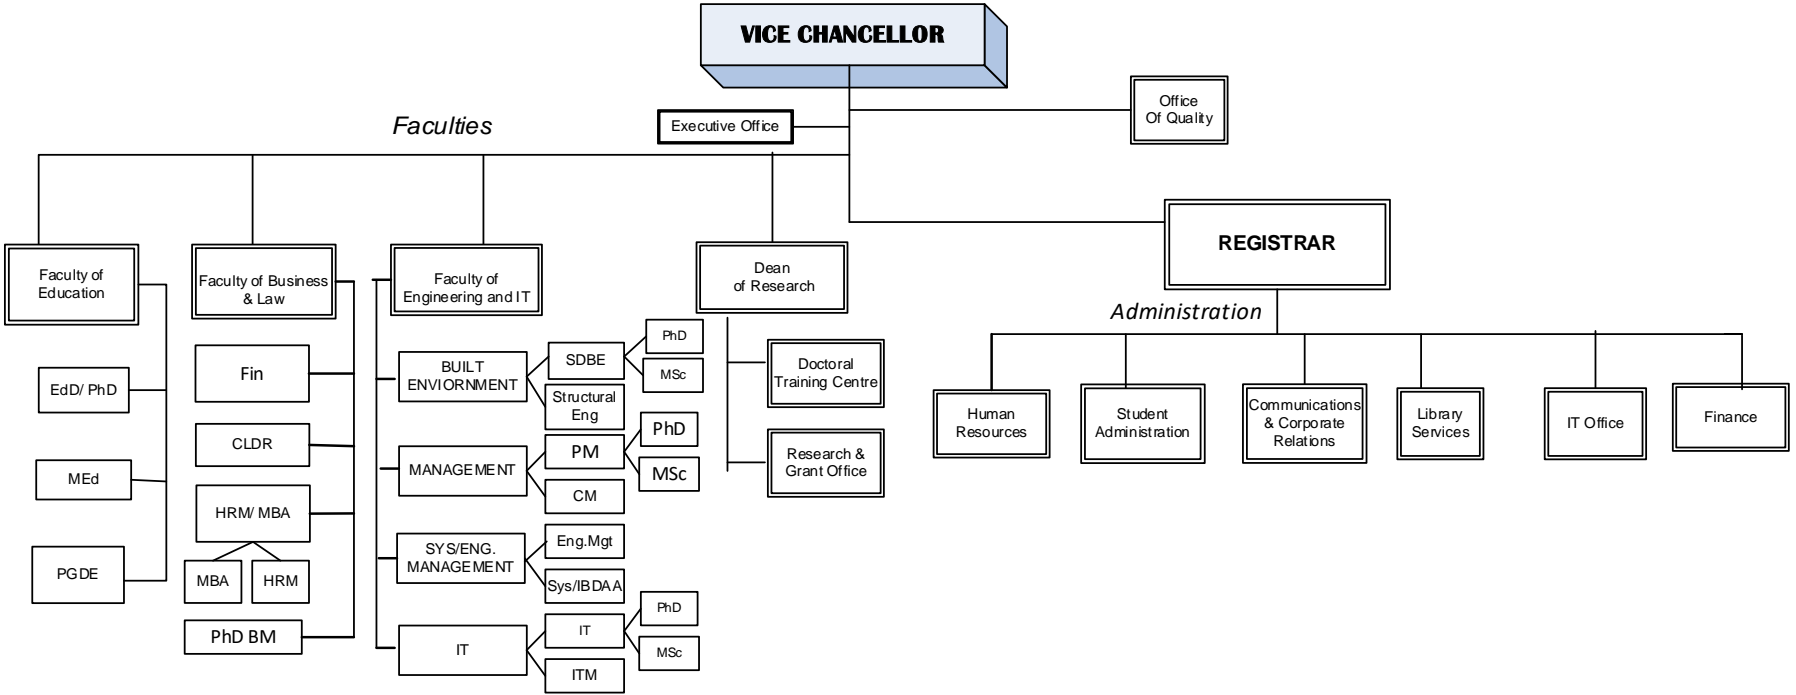 VICE CHANCELLOR
Office
Of Quality
Executive Office
Faculties
REGISTRAR
Administration
Faculty of
Education
EdD/ PhD
MEd
PGDE
Faculty of Business
& Law
Fin
CLDR
HRM/ MBA
MBA
HRM
PhD BM
Faculty of
Engineering and IT
BUILT
ENVIORNMENT
SDBE
PhD
MSc
Structural
Eng
MANAGEMENT
PM
PhD
MSc
CM
SYS/ENG.
MANAGEMENT
Eng.Mgt
Sys/IBDAA
IT
IT
PhD
MSc
ITM
Dean
of Research
Doctoral
Training Centre
Research &
Grant Office
Human
Resources
Student
Administration
Communications
& Corporate
Relations
Library
Services
IT Office
Finance